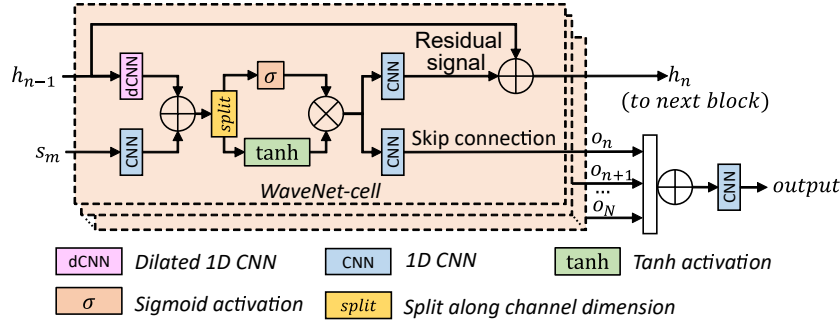 Residual
signal
h_{n-1}
dCNN
σ
CNN
h_n
(to next block)
split
s_m
CNN
tanh
CNN
Skip connection
o_n
o_{n+1}
...
o_N
CNN
output
WaveNet-cell
dCNN Dilated 1D CNN
CNN 1D CNN
tanh Tanh activation
σ Sigmoid activation
split Split along channel dimension